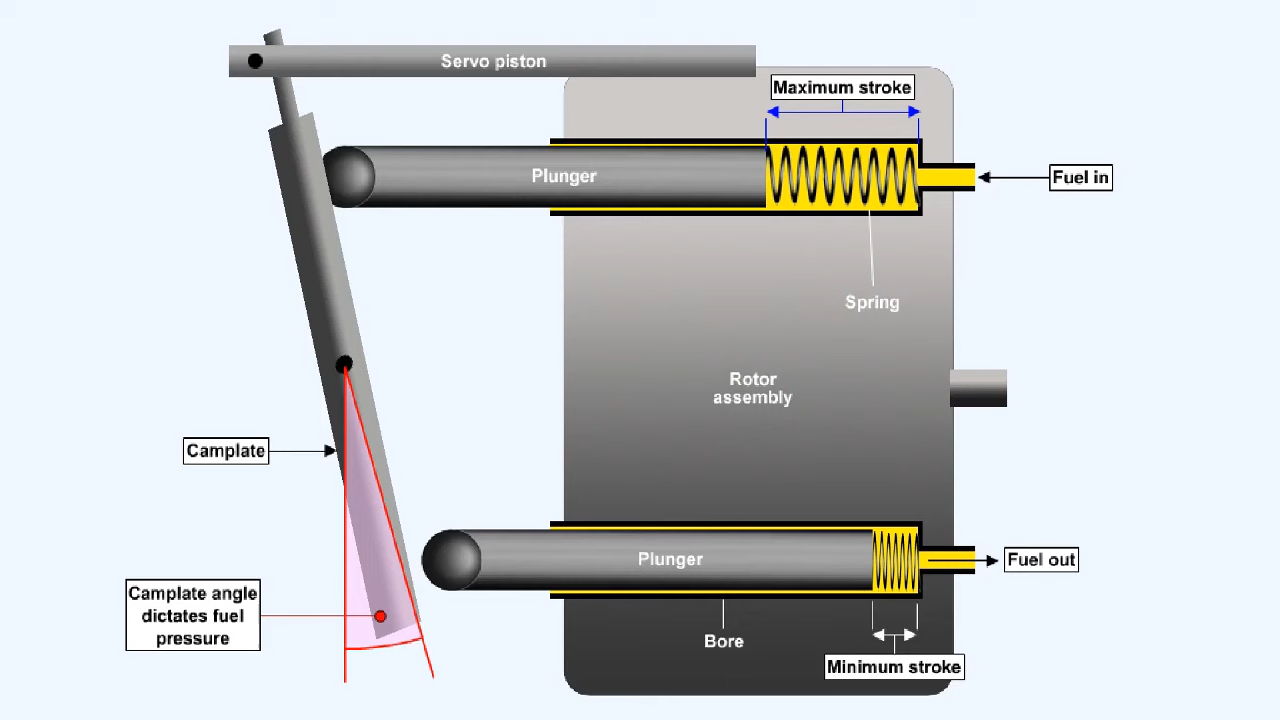 Servo piston
Maximum stroke
Plunger
Fuel in
Spring
Rotor
assembly
Camplate
Plunger
Fuel out
Camplate angle
dictates fuel
pressure
Bore
Minimum stroke